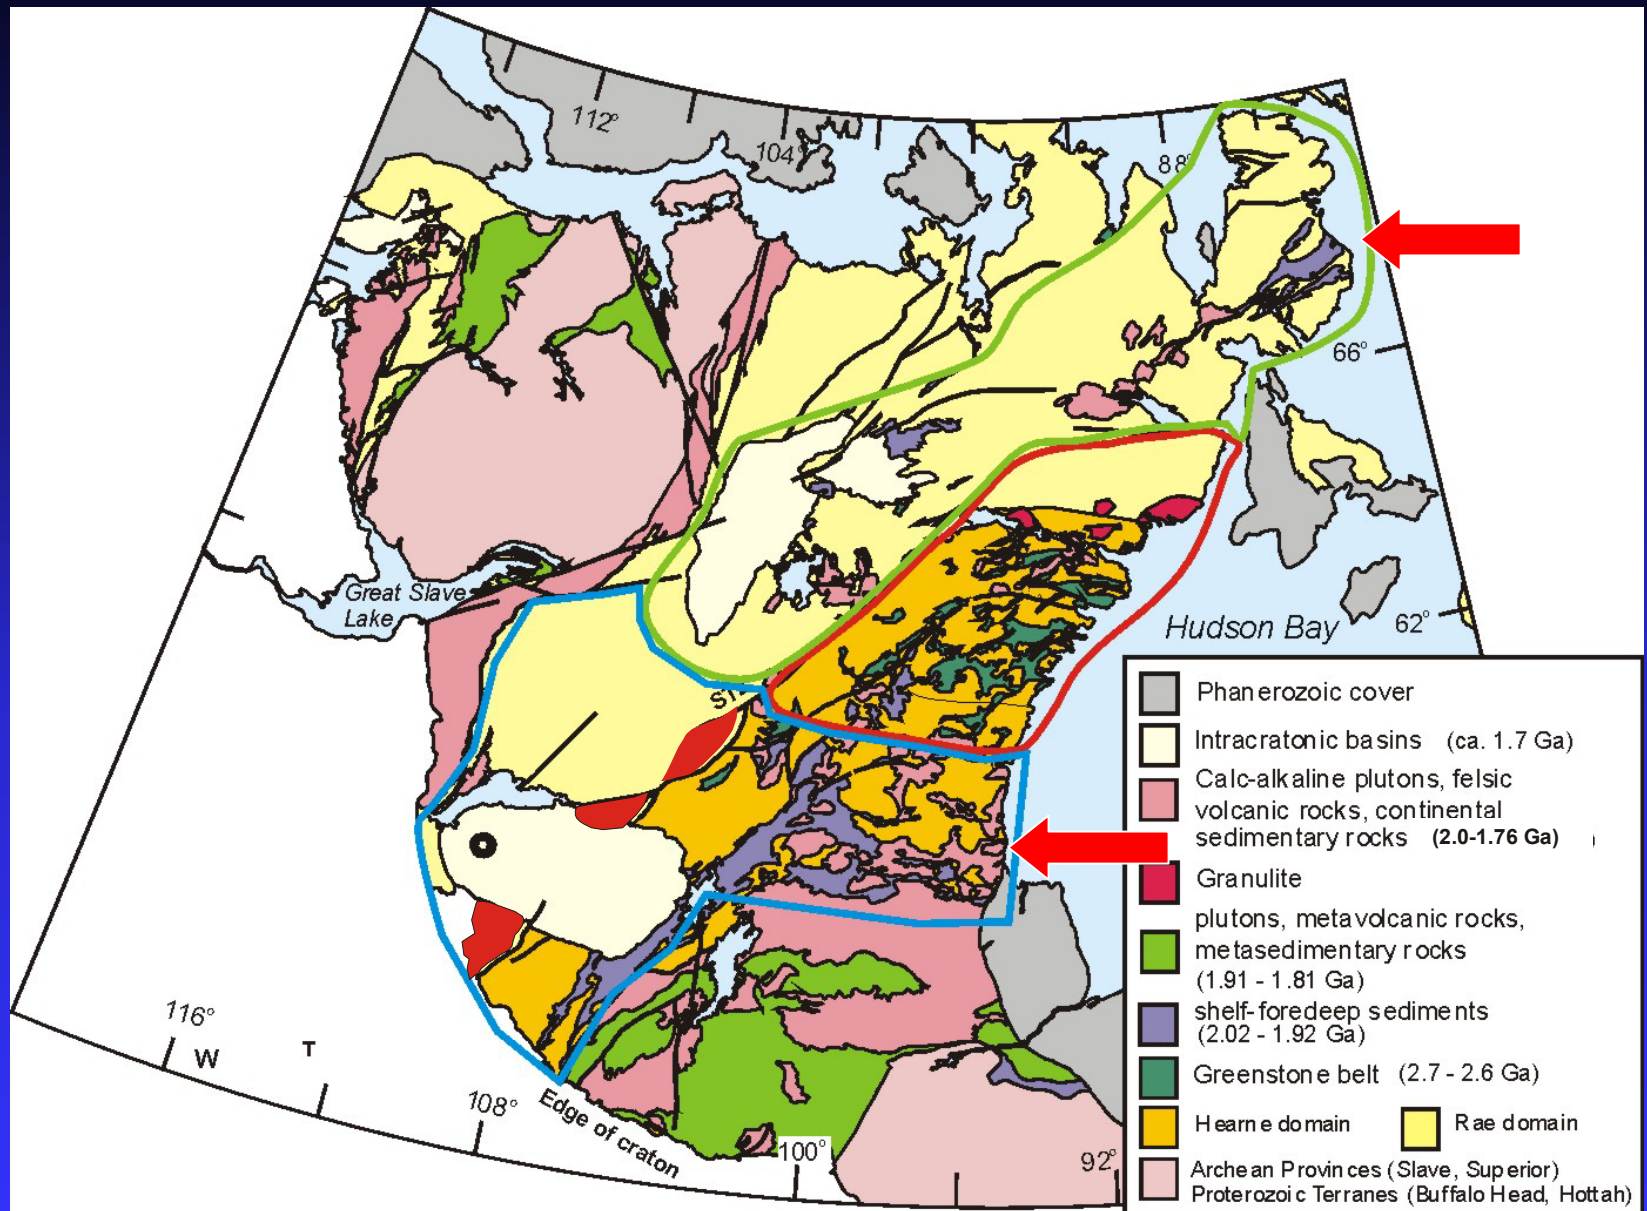 112°
104°
88°
66°
Great Slave
Lake
62°
Hudson Bay
ST
116°
W
T
108°
Edge of craton
100°
92°
Phanerozoic cover
Intracratonic basins (ca. 1.7 Ga)
Calc-alkaline plutons, felsic
volcanic rocks, continental
sedimentary rocks (2.0-1.76 Ga) )
Granulite
plutons, metavolcanic rocks,
metasedimentary rocks
(1.91 - 1.81 Ga)
shelf-foredeep sediments
(2.02 - 1.92 Ga)
Greenstone belt (2.7 - 2.6 Ga)
Hearne domain
Rae domain
Archean Provinces (Slave, Superior)
Proterozoic Terranes (Buffalo Head, Hottah)